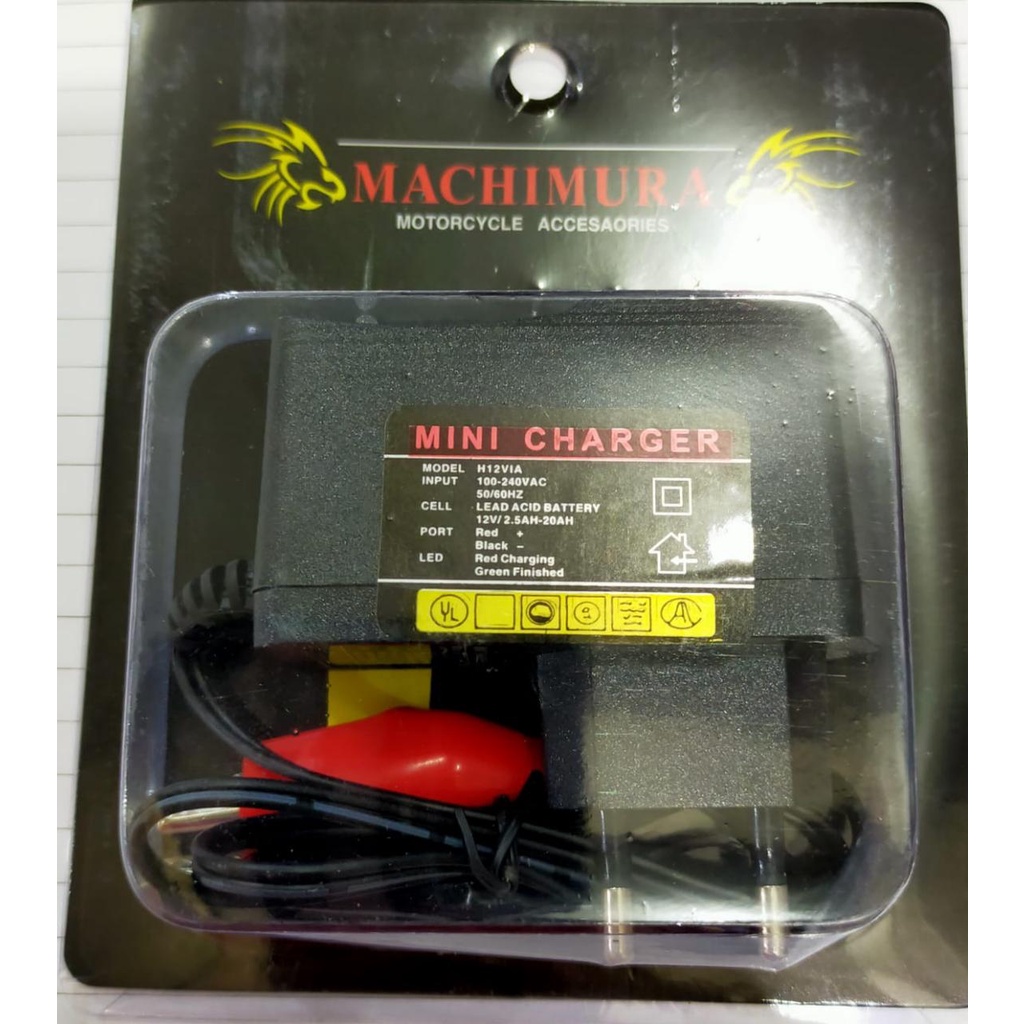 MACHIMURA
MOTORCYCLE ACCESAORIES
MINI CHARGER
MODEL H12VIA
INPUT 100-240VAC
50/60HZ
CELL LEAD ACID BATTERY
12V/2.5AH-20AH
PORT Red +
Black –
LED Red Charging
Green Finished